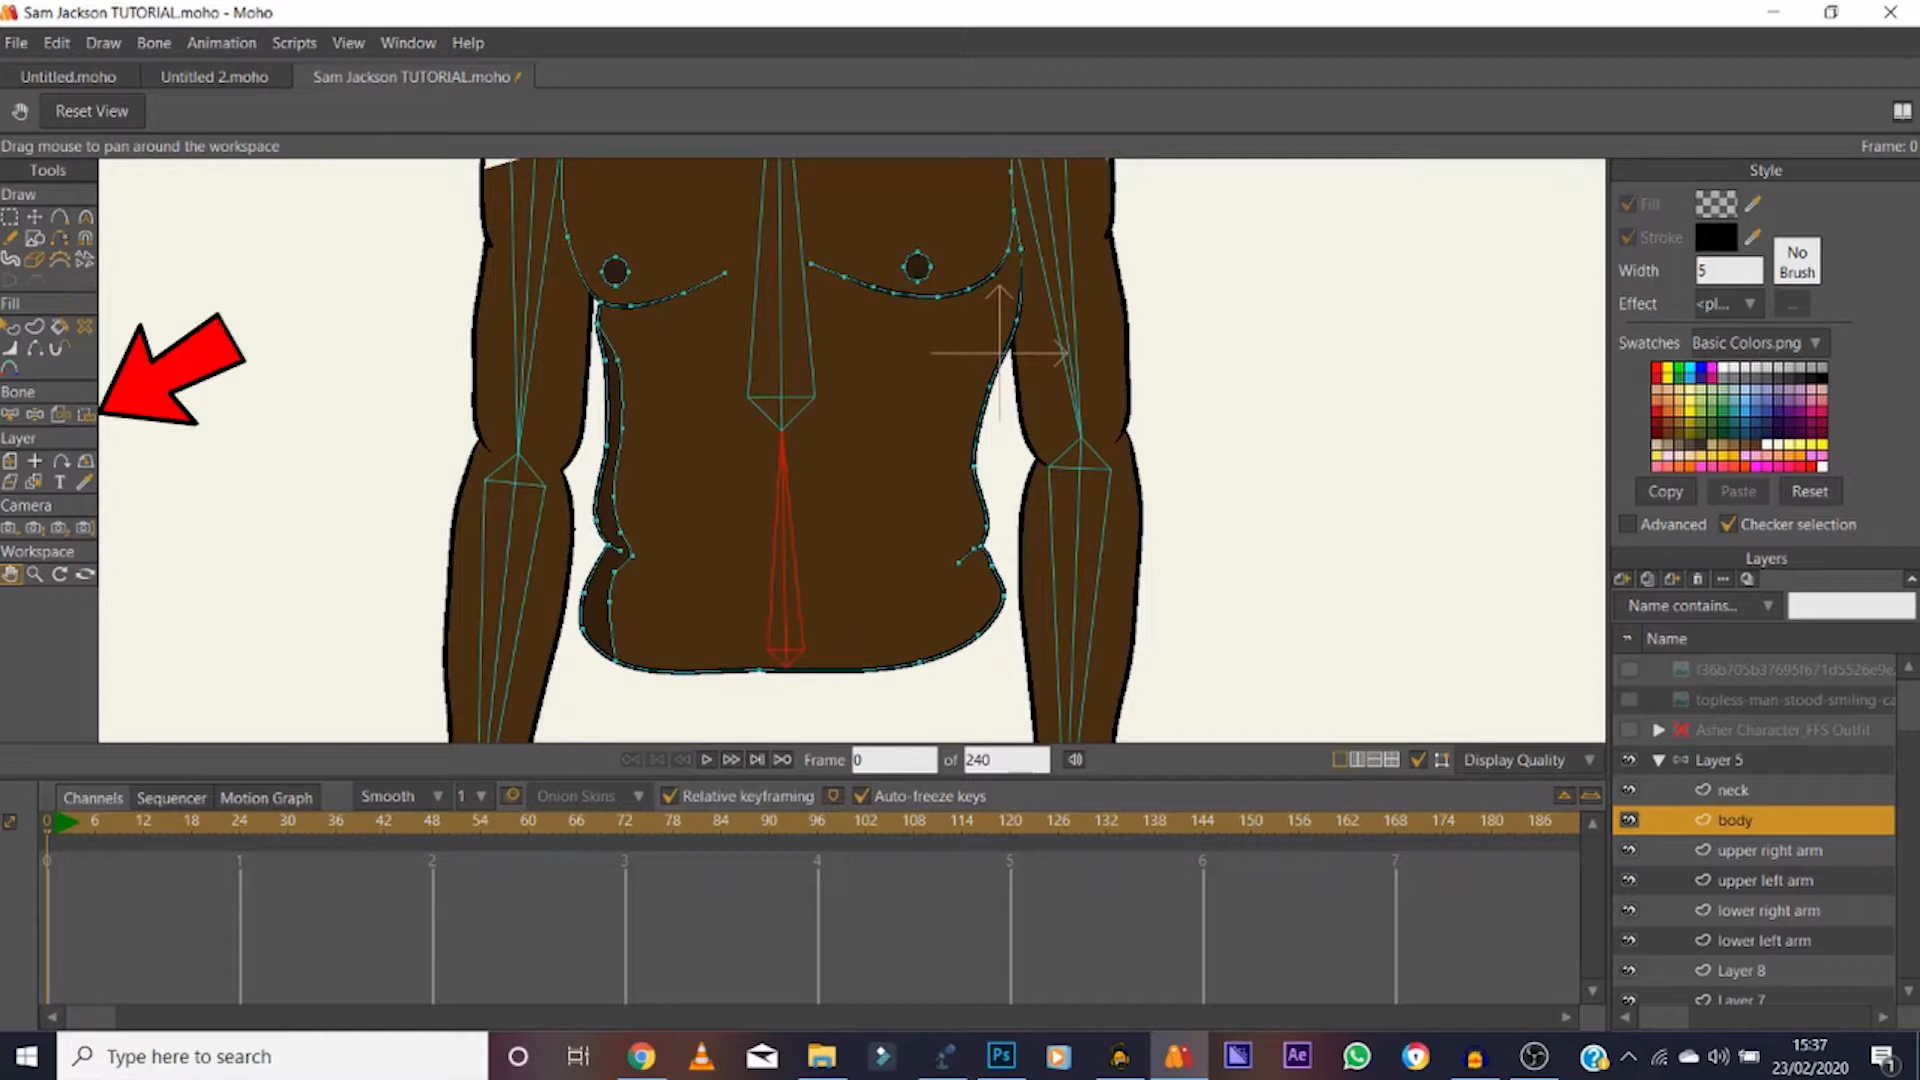 Sam Jackson TUTORIAL.moho - Moho
File Edit Draw Bone Animation Scripts View Window Help
Untitled.moho Untitled 2.moho Sam Jackson TUTORIAL.moho
Reset View
Drag mouse to pan around the workspace Frame: 0
Tools
Draw
Fill
Bone
Layer
T
Camera
Workspace
Style
Fill
Stroke
No Brush
Width 5
Effect <pl... ...
Swatches Basic Colors.png
Copy Paste Reset
Advanced Checker selection
Layers
Name contains...
Name
f36b705b37695f671d5526e9e
topless-man-stood-smiling-ca
Asher Character_FFS Outfit
Layer 5
neck
body
upper right arm
upper left arm
lower right arm
lower left arm
Layer 8
Layer 7
Frame 0 of 240 Display Quality
Channels Sequencer Motion Graph Smooth 1 Onion Skins Relative keyframing Auto-freeze keys
0 6 12 18 24 30 36 42 48 54 60 66 72 78 84 90 96 102 108 114 120 126 132 138 144 150 156 162 168 174 180 186
0 1 2 3 4 5 6 7
Type here to search
Ps
Ae
15:37
23/02/2020
1